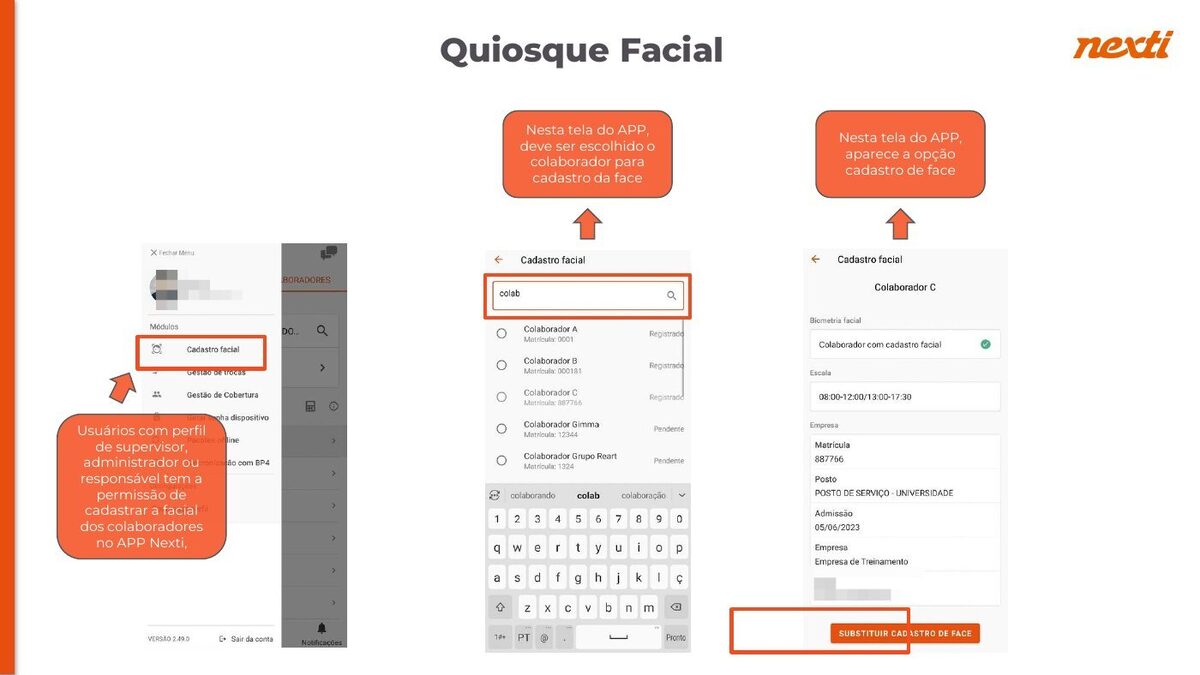 Quiosque Facial
nexti
Nesta tela do APP,
deve ser escolhido o
colaborador para
cadastro da face
Nesta tela do APP,
aparece a opção
cadastro de face
Fechar Menu
Módulos
Cadastro facial
Gestão de trocas
Gestão de Cobertura
dispositivo
com BP4
VERSÃO 2.49.0
Sair da conta
Notificações
Usuários com perfil
de supervisor,
administrador ou
responsável tem a
permissão de
cadastrar a facial
dos colaboradores
no APP Nexti,
Cadastro facial
colab
Colaborador A
Matrícula: 0001
Registrado
Colaborador B
Matrícula: 000131
Registrado
Colaborador C
Matrícula: 887766
Registrado
Colaborador Gimma
Matrícula: 12344
Pendente
Colaborador Grupo Reart
Matrícula: 1324
Pendente
colaborando colab colaboração
1 2 3 4 5 6 7 8 9 0
q w e r t y u i o p
a s d f g h j k l ç
z x c v b n m
1#+ PT @ . Pronto
Cadastro facial
Colaborador C
Biometria facial
Colaborador com cadastro facial
Escala
08:00-12:00/13:00-17:30
Empresa
Matrícula
887766
Posto
POSTO DE SERVIÇO - UNIVERSIDADE
Admissão
05/06/2023
Empresa
Empresa de Treinamento
SUBSTITUIR CADASTRO DE FACE